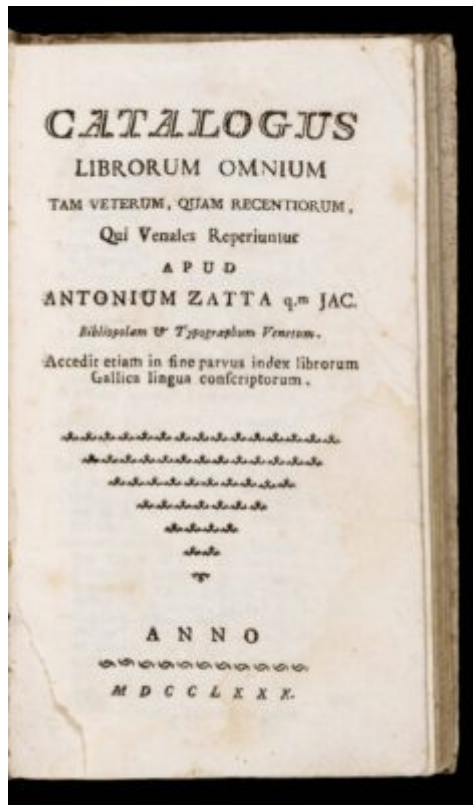 CATALOGUS
LIBRORUM OMNIUM
TAM VETERUM, QUAM RECENTIORUM,
Qui Venales Reperiuntur
APUD
ANTONIUM ZATTA q.m JAC.
Bibliopolam & Typographum Venetum.
Accedit etiam in fine parvus index librorum
Gallica lingua conſcriptorum.
ANNO
MDCCLXXX.